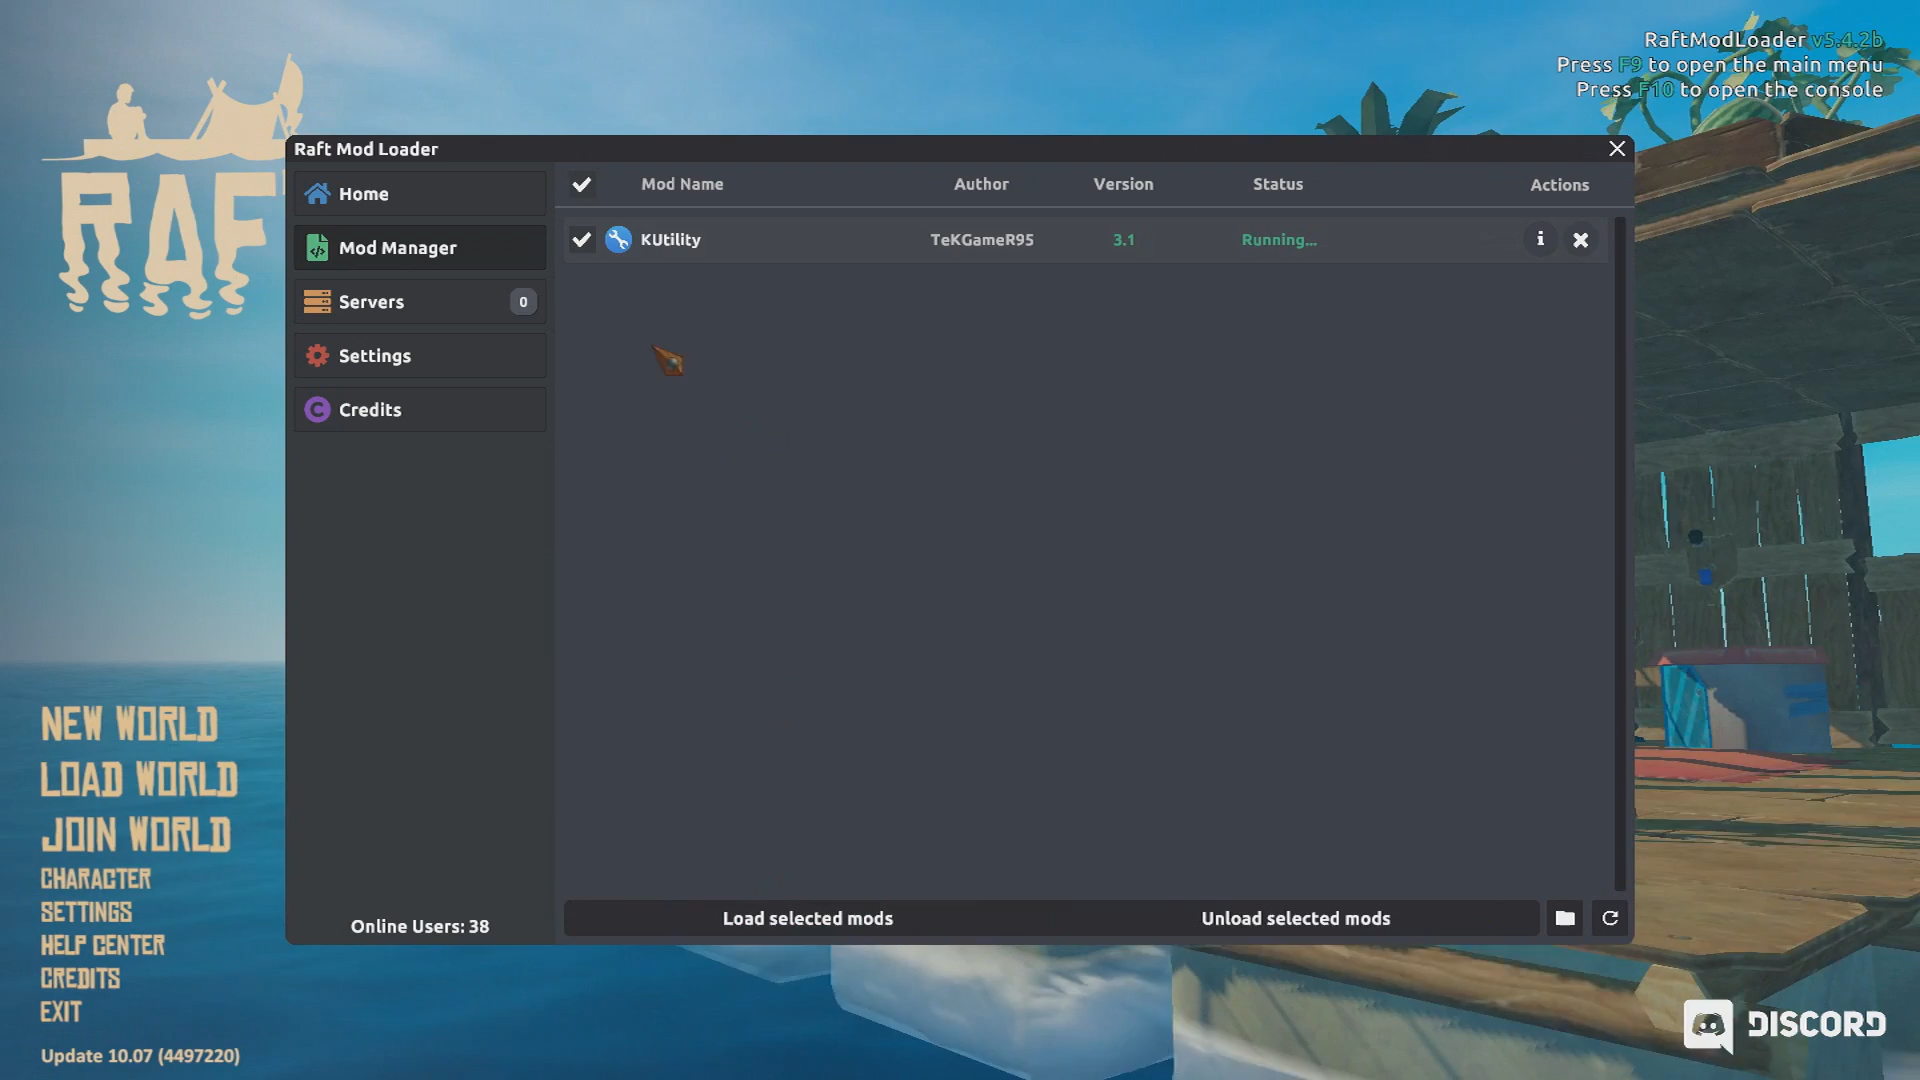 RaftModLoader v5.4.2b
Press F9 to open the main menu
Press F10 to open the console
RAF
Raft Mod Loader
Home
Mod Manager
Servers 0
Settings
Credits
Online Users: 38
Mod Name Author Version Status Actions
KUtility TeKGameR95 3.1 Running...
Load selected mods Unload selected mods
NEW WORLD
LOAD WORLD
JOIN WORLD
CHARACTER
SETTINGS
HELP CENTER
CREDITS
EXIT
Update 10.07 (4497220)
DISCORD